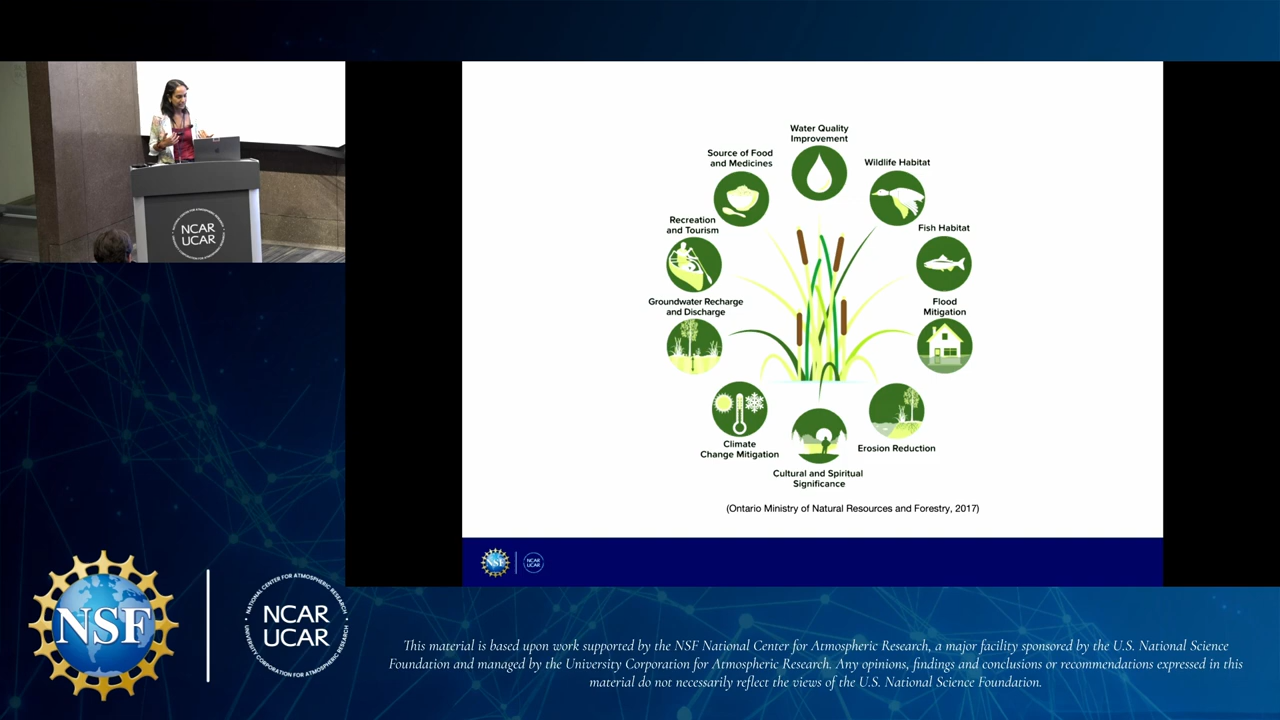 NCAR
UCAR
Water Quality
Improvement
Source of Food
and Medicines
Wildlife Habitat
Recreation
and Tourism
Fish Habitat
Groundwater Recharge
and Discharge
Flood
Mitigation
Climate
Change Mitigation
Erosion Reduction
Cultural and Spiritual
Significance
(Ontario Ministry of Natural Resources and Forestry, 2017)
NSF
NCAR
UCAR
NSF
NATIONAL CENTER FOR ATMOSPHERIC RESEARCH
NCAR
UCAR
UNIVERSITY CORPORATION FOR ATMOSPHERIC RESEARCH
This material is based upon work supported by the NSF National Center for Atmospheric Research, a major facility sponsored by the U.S. National Science
Foundation and managed by the University Corporation for Atmospheric Research. Any opinions, findings and conclusions or recommendations expressed in this
material do not necessarily reflect the views of the U.S. National Science Foundation.